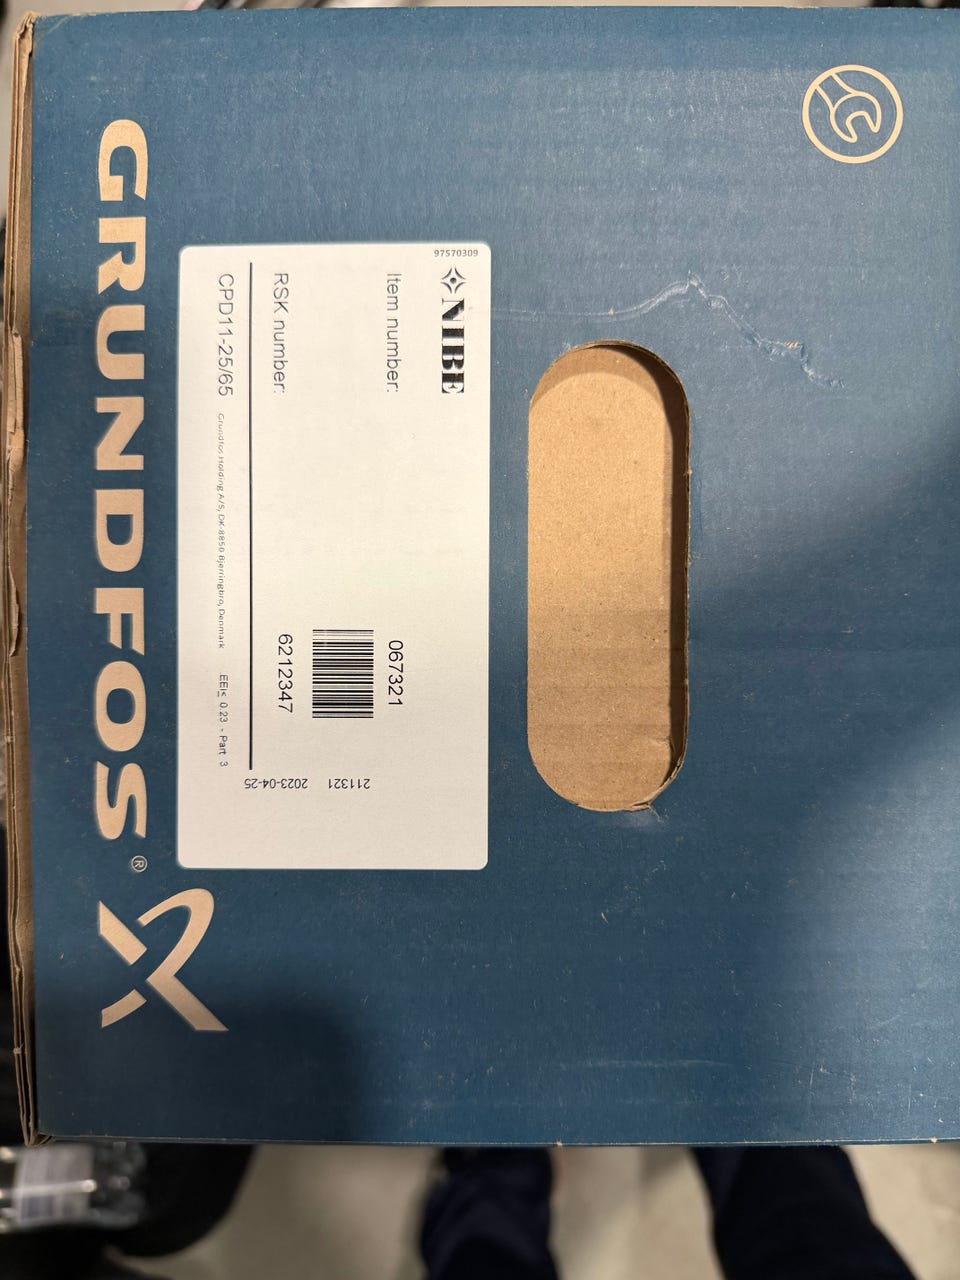 GRUNDFOS®
97570309
NIBE
Item number: 067321
RSK number: 6212347
211321
2023-04-25
CPD11-25/65 Grundfos Holding A/S, DK-8850 Bjerringbro, Denmark EEI≤ 0.23 - Part 3